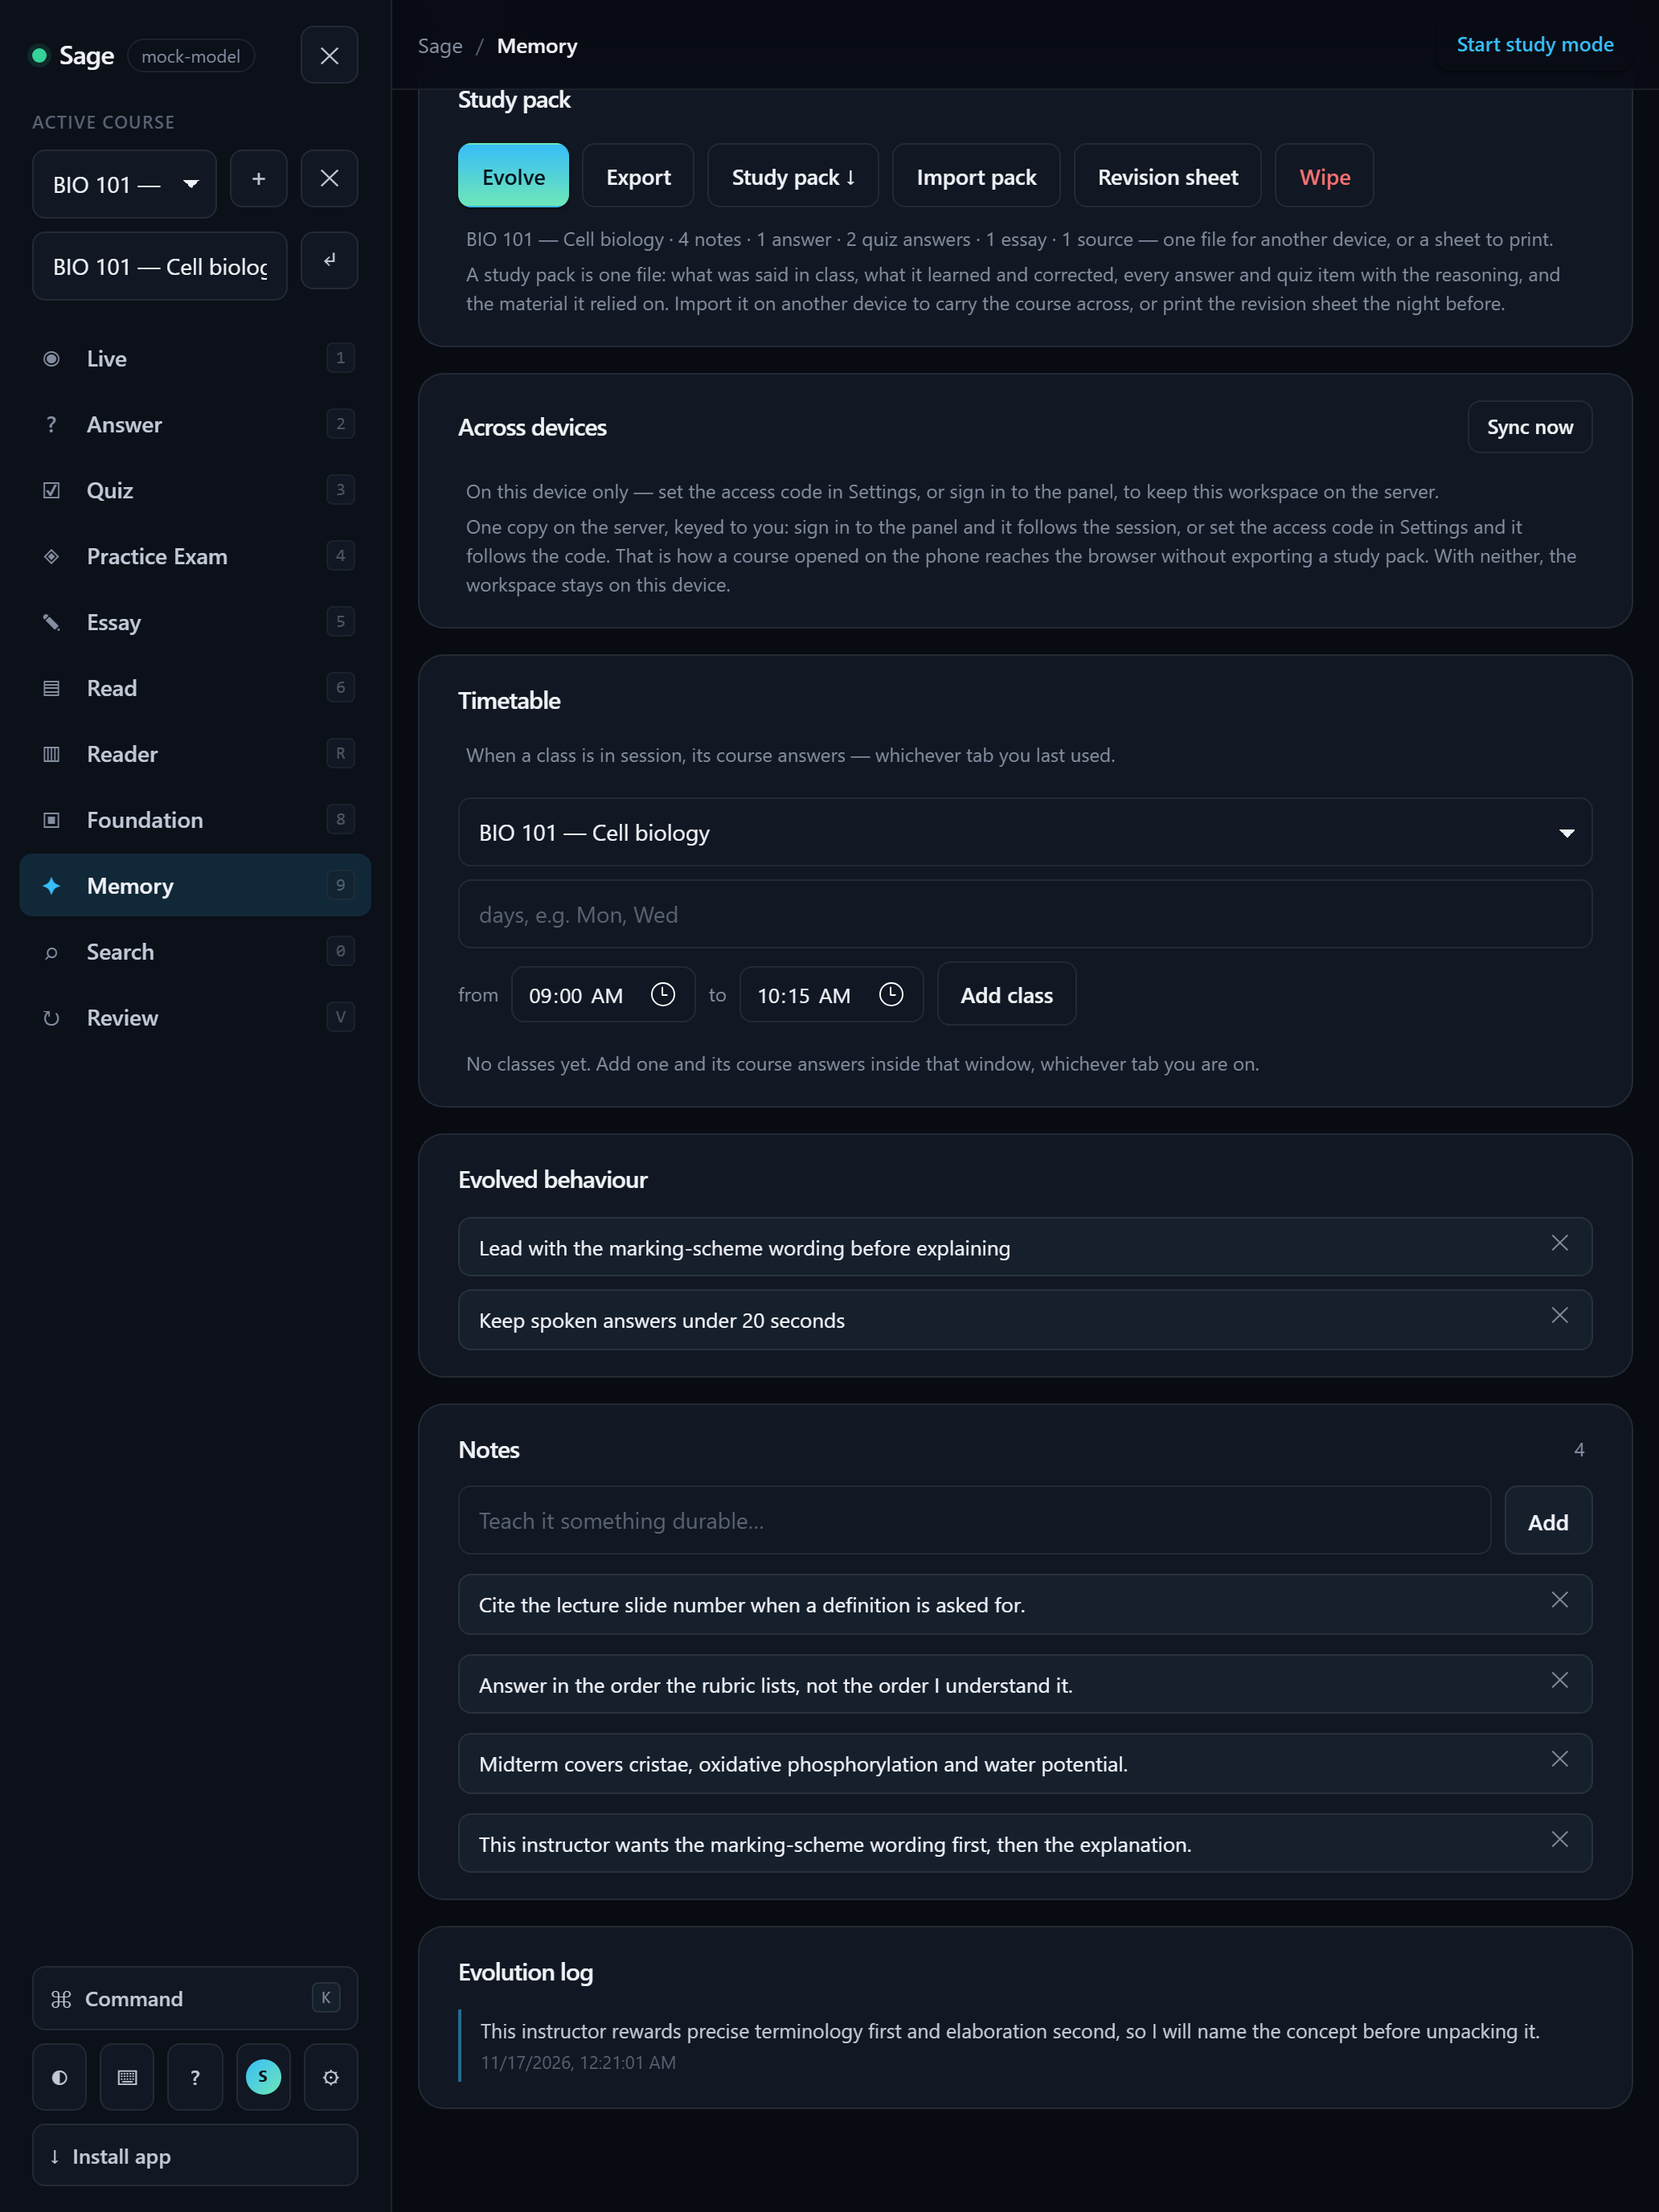 Sage
mock-model
ACTIVE COURSE
BIO 101 —
+
BIO 101 — Cell biolog
Live 1
? Answer 2
Quiz 3
Practice Exam 4
Essay 5
Read 6
Reader R
Foundation 8
Memory 9
Search 0
Review V
⌘ Command K
?
S
↓ Install app
Sage / Memory
Start study mode
Study pack
Evolve
Export
Study pack ↓
Import pack
Revision sheet
Wipe
BIO 101 — Cell biology · 4 notes · 1 answer · 2 quiz answers · 1 essay · 1 source — one file for another device, or a sheet to print.
A study pack is one file: what was said in class, what it learned and corrected, every answer and quiz item with the reasoning, and
the material it relied on. Import it on another device to carry the course across, or print the revision sheet the night before.
Across devices
Sync now
On this device only — set the access code in Settings, or sign in to the panel, to keep this workspace on the server.
One copy on the server, keyed to you: sign in to the panel and it follows the session, or set the access code in Settings and it
follows the code. That is how a course opened on the phone reaches the browser without exporting a study pack. With neither, the
workspace stays on this device.
Timetable
When a class is in session, its course answers — whichever tab you last used.
BIO 101 — Cell biology
days, e.g. Mon, Wed
from 09:00 AM to 10:15 AM Add class
No classes yet. Add one and its course answers inside that window, whichever tab you are on.
Evolved behaviour
Lead with the marking-scheme wording before explaining
Keep spoken answers under 20 seconds
Notes 4
Teach it something durable…
Add
Cite the lecture slide number when a definition is asked for.
Answer in the order the rubric lists, not the order I understand it.
Midterm covers cristae, oxidative phosphorylation and water potential.
This instructor wants the marking-scheme wording first, then the explanation.
Evolution log
This instructor rewards precise terminology first and elaboration second, so I will name the concept before unpacking it.
11/17/2026, 12:21:01 AM